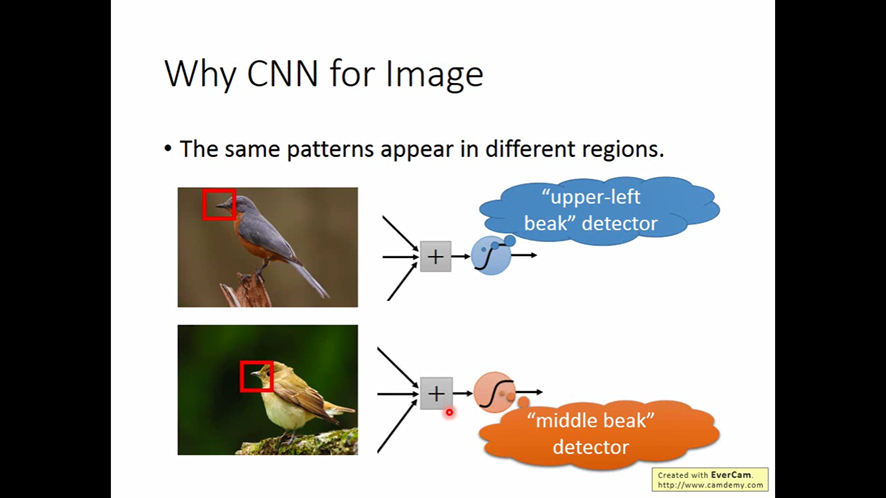 Why CNN for Image
• The same patterns appear in different regions.
“upper-left
beak” detector
+
+
“middle beak”
detector
Created with EverCam.
http://www.camdemy.com